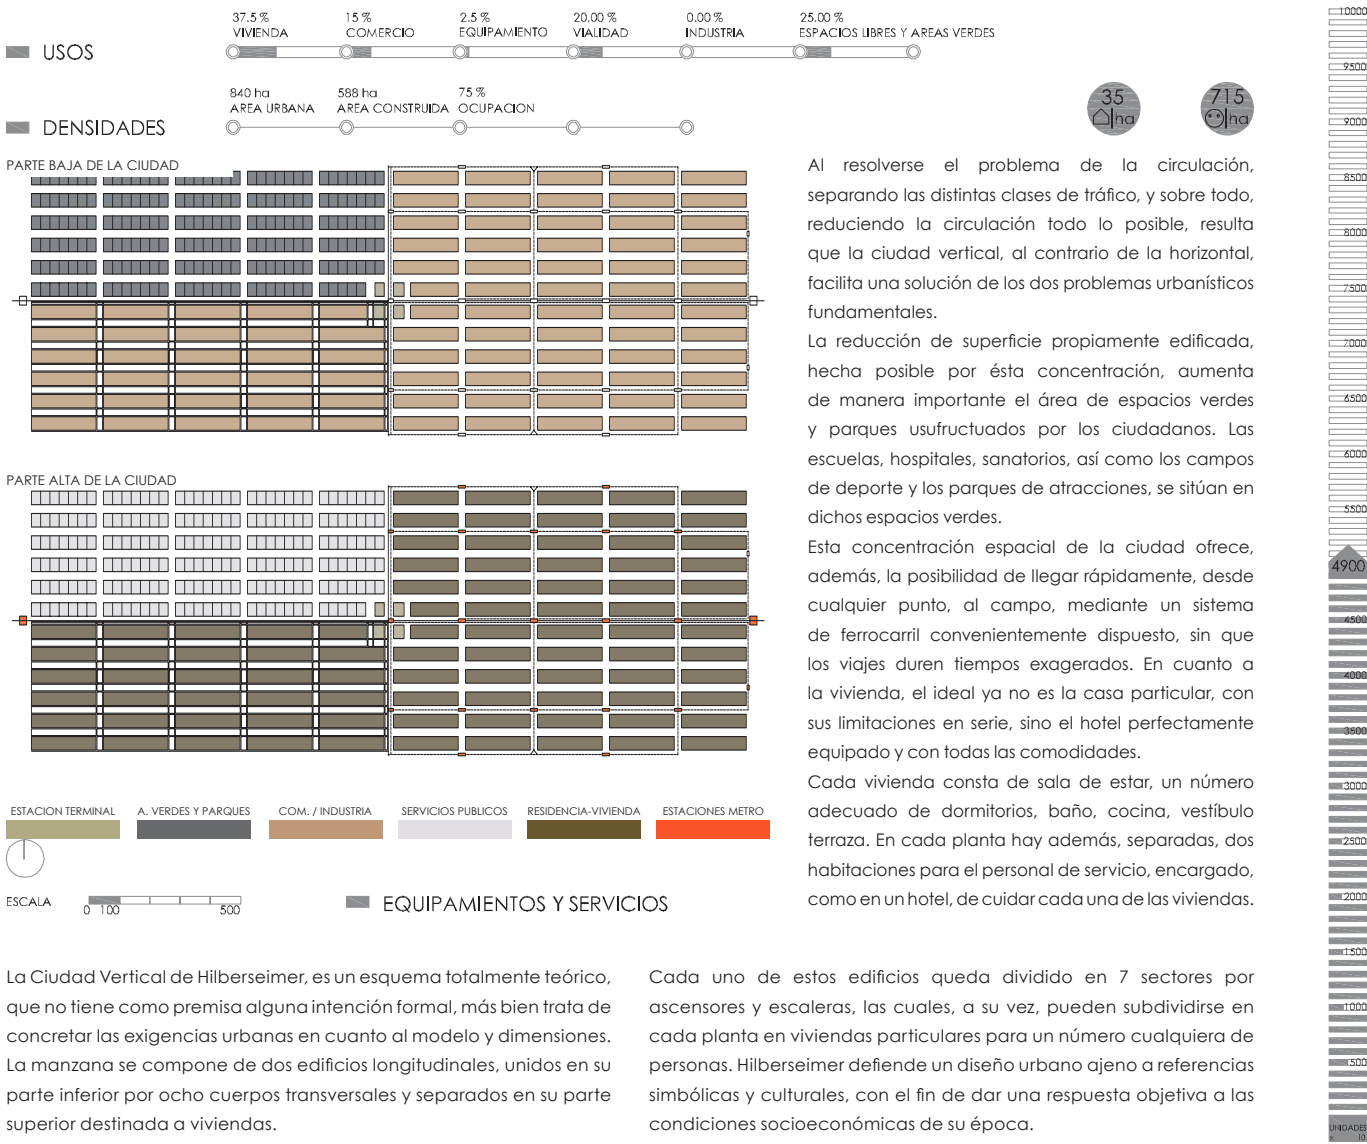 37.5 %
VIVIENDA
15 %
COMERCIO
2.5 %
EQUIPAMIENTO
20.00 %
VIALIDAD
0.00 %
INDUSTRIA
25.00 %
ESPACIOS LIBRES Y AREAS VERDES
USOS
840 ha
AREA URBANA
588 ha
AREA CONSTRUIDA
75 %
OCUPACION
DENSIDADES
35
ha
715
ha
PARTE BAJA DE LA CIUDAD
PARTE ALTA DE LA CIUDAD
ESTACION TERMINAL
A. VERDES Y PARQUES
COM. / INDUSTRIA
SERVICIOS PUBLICOS
RESIDENCIA-VIVIENDA
ESTACIONES METRO
ESCALA
0 100 500
EQUIPAMIENTOS Y SERVICIOS
Al resolverse el problema de la circulación,
separando las distintas clases de tráfico, y sobre todo,
reduciendo la circulación todo lo posible, resulta
que la ciudad vertical, al contrario de la horizontal,
facilita una solución de los dos problemas urbanísticos
fundamentales.
La reducción de superficie propiamente edificada,
hecha posible por ésta concentración, aumenta
de manera importante el área de espacios verdes
y parques usufructuados por los ciudadanos. Las
escuelas, hospitales, sanatorios, así como los campos
de deporte y los parques de atracciones, se sitúan en
dichos espacios verdes.
Esta concentración espacial de la ciudad ofrece,
además, la posibilidad de llegar rápidamente, desde
cualquier punto, al campo, mediante un sistema
de ferrocarril convenientemente dispuesto, sin que
los viajes duren tiempos exagerados. En cuanto a
la vivienda, el ideal ya no es la casa particular, con
sus limitaciones en serie, sino el hotel perfectamente
equipado y con todas las comodidades.
Cada vivienda consta de sala de estar, un número
adecuado de dormitorios, baño, cocina, vestíbulo
terraza. En cada planta hay además, separadas, dos
habitaciones para el personal de servicio, encargado,
como en un hotel, de cuidar cada una de las viviendas.
La Ciudad Vertical de Hilberseimer, es un esquema totalmente teórico,
que no tiene como premisa alguna intención formal, más bien trata de
concretar las exigencias urbanas en cuanto al modelo y dimensiones.
La manzana se compone de dos edificios longitudinales, unidos en su
parte inferior por ocho cuerpos transversales y separados en su parte
superior destinada a viviendas.
Cada uno de estos edificios queda dividido en 7 sectores por
ascensores y escaleras, las cuales, a su vez, pueden subdividirse en
cada planta en viviendas particulares para un número cualquiera de
personas. Hilberseimer defiende un diseño urbano ajeno a referencias
simbólicas y culturales, con el fin de dar una respuesta objetiva a las
condiciones socioeconómicas de su época.
10000
9500
9000
8500
8000
7500
7000
6500
6000
5500
4900
4500
4000
3500
3000
2500
2000
1500
1000
500
UNIDADES
x 10